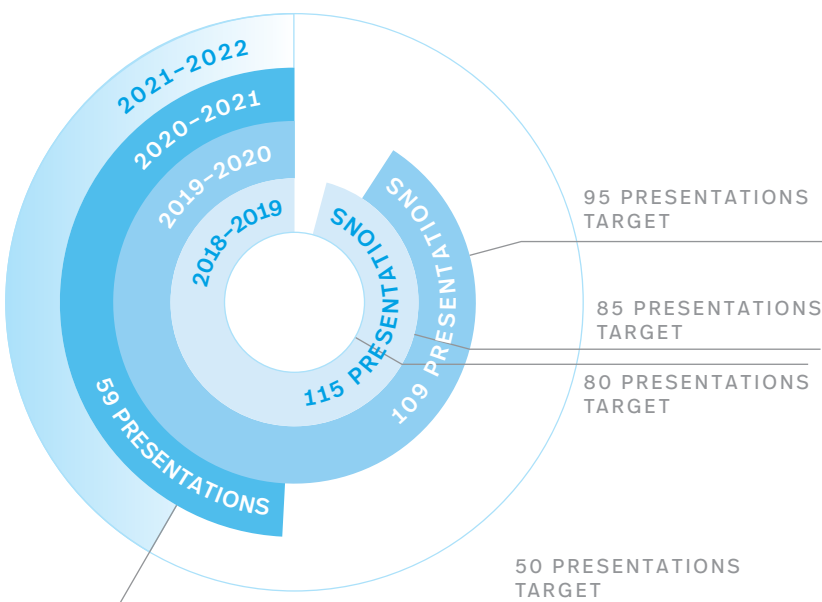 2021–2022
2020–2021
2019–2020
2018–2019
115 PRESENTATIONS
109 PRESENTATIONS
59 PRESENTATIONS
95 PRESENTATIONS
TARGET
85 PRESENTATIONS
TARGET
80 PRESENTATIONS
TARGET
50 PRESENTATIONS
TARGET